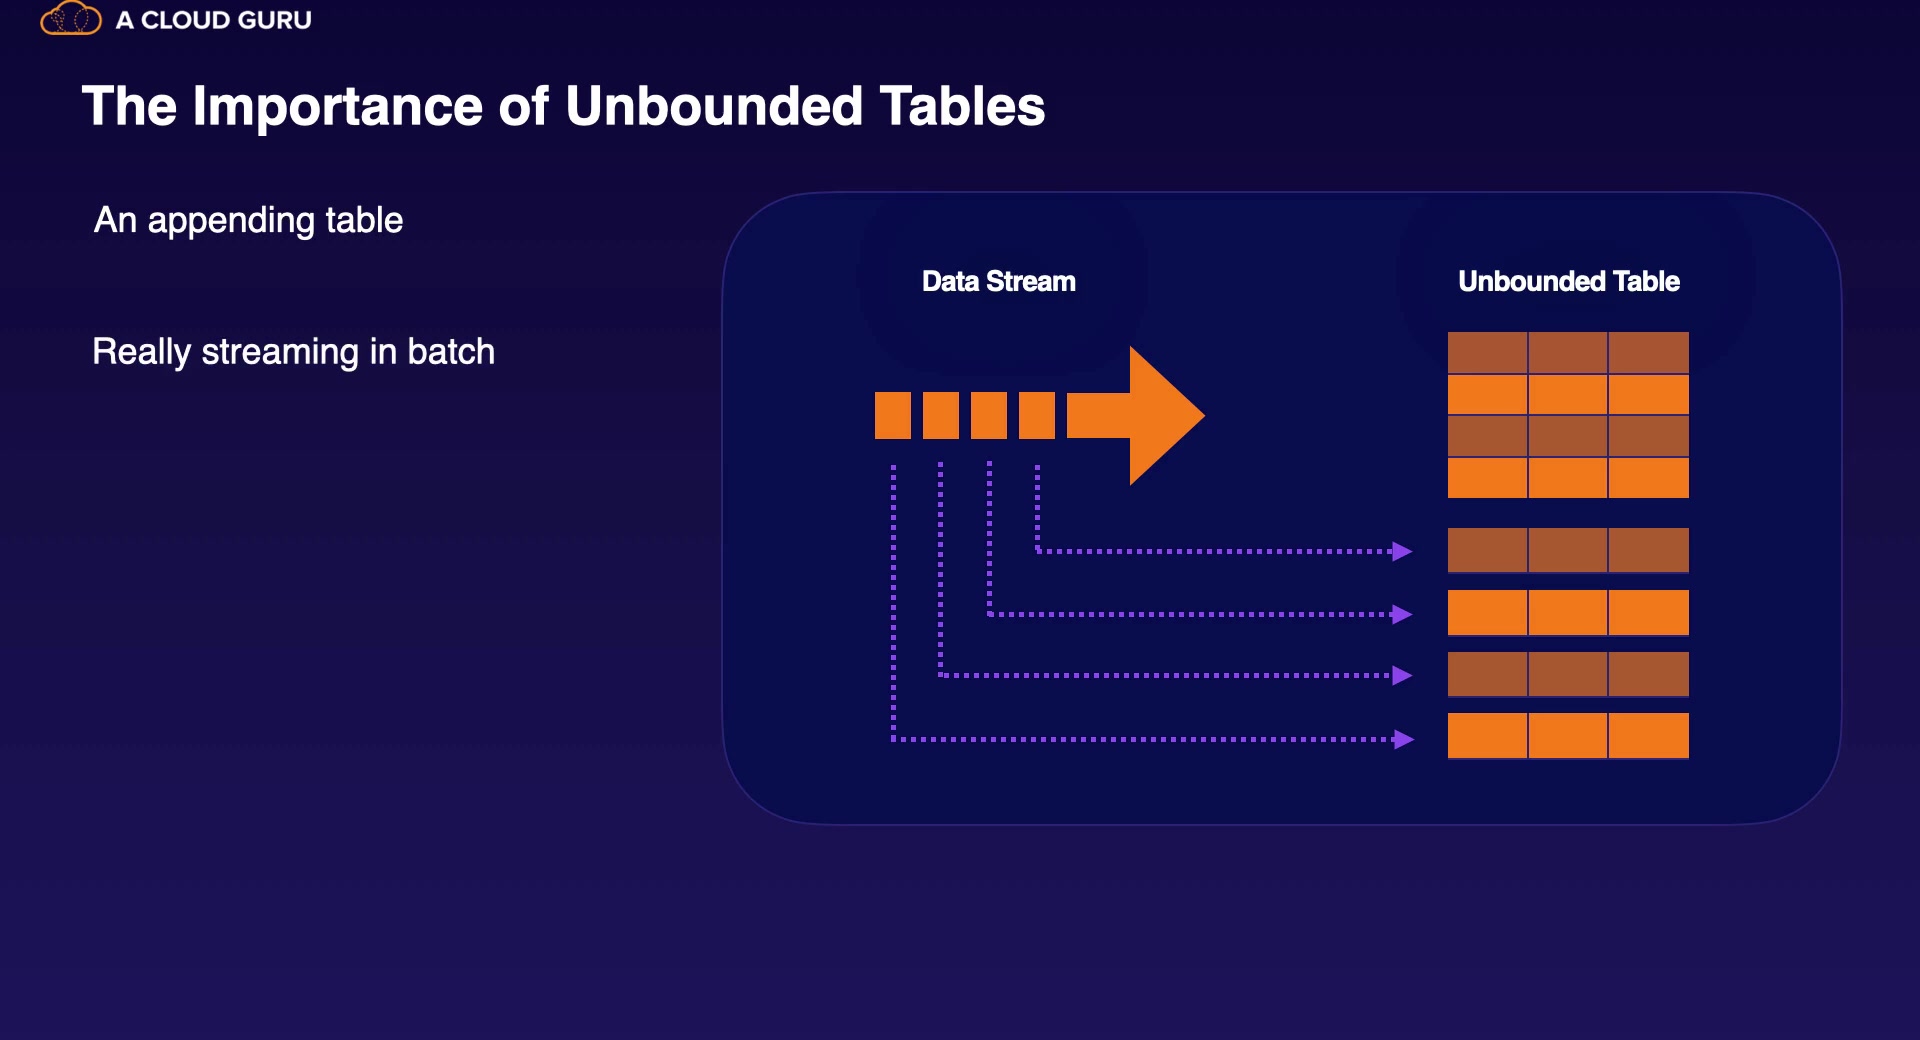 A CLOUD GURU
The Importance of Unbounded Tables
An appending table
Really streaming in batch
Data Stream
Unbounded Table